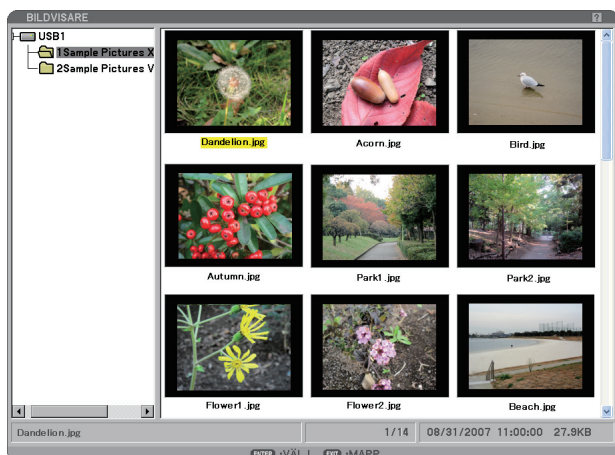 BILDVISARE ?
USB1
1Sample Pictures X
2Sample Pictures V
Dandelion.jpg Acorn.jpg Bird.jpg
Autumn.jpg Park1.jpg Park2.jpg
Flower1.jpg Flower2.jpg Beach.jpg
Dandelion.jpg 1/14 08/31/2007 11:00:00 27.9KB
ENTER :VÄLJ EXIT :MAPP